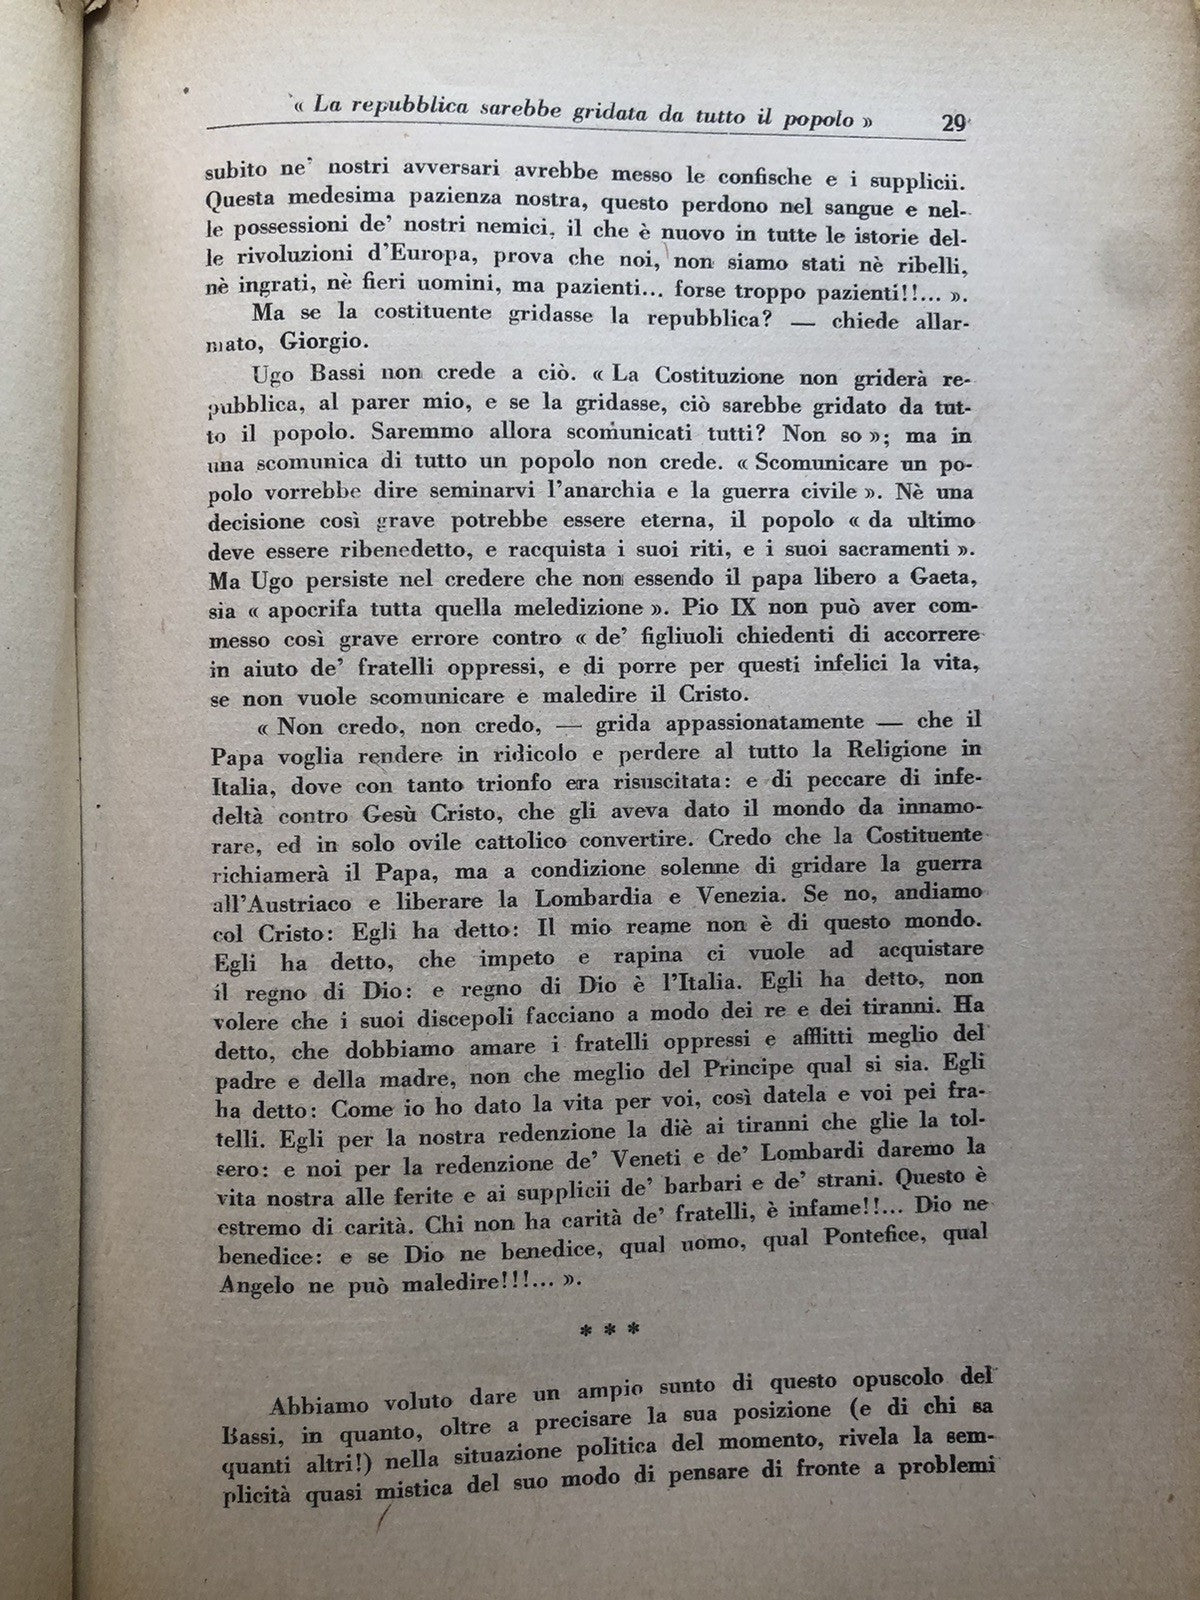 « La repubblica sarebbe gridata da tutto il popolo » 29
subito ne' nostri avversari avrebbe messo le confische e i supplicii.
Questa medesima pazienza nostra, questo perdono nel sangue e nel-
le possessioni de' nostri nemici, il che è nuovo in tutte le istorie del-
le rivoluzioni d'Europa, prova che noi, non siamo stati nè ribelli,
nè ingrati, nè fieri uomini, ma pazienti... forse troppo pazienti!!... ».
Ma se la costituente gridasse la repubblica? — chiede allar-
mato, Giorgio.
Ugo Bassi non crede a ciò. « La Costituzione non griderà re-
pubblica, al parer mio, e se la gridasse, ciò sarebbe gridato da tut-
to il popolo. Saremmo allora scomunicati tutti? Non so »; ma in
una scomunica di tutto un popolo non crede. « Scomunicare un po-
polo vorrebbe dire seminarvi l'anarchia e la guerra civile ». Nè una
decisione così grave potrebbe essere eterna, il popolo « da ultimo
deve essere ribenedetto, e racquista i suoi riti, e i suoi sacramenti ».
Ma Ugo persiste nel credere che non essendo il papa libero a Gaeta,
sia « apocrifa tutta quella meledizione ». Pio IX non può aver com-
messo così grave errore contro « de' figliuoli chiedenti di accorrere
in aiuto de' fratelli oppressi, e di porre per questi infelici la vita,
se non vuole scomunicare e maledire il Cristo.
« Non credo, non credo, — grida appassionatamente — che il
Papa voglia rendere in ridicolo e perdere al tutto la Religione in
Italia, dove con tanto trionfo era risuscitata: e di peccare di infe-
deltà contro Gesù Cristo, che gli aveva dato il mondo da innamo-
rare, ed in solo ovile cattolico convertire. Credo che la Costituente
richiamerà il Papa, ma a condizione solenne di gridare la guerra
all'Austriaco e liberare la Lombardia e Venezia. Se no, andiamo
col Cristo: Egli ha detto: Il mio reame non è di questo mondo.
Egli ha detto, che impeto e rapina ci vuole ad acquistare
il regno di Dio: e regno di Dio è l'Italia. Egli ha detto, non
volere che i suoi discepoli facciano a modo dei re e dei tiranni. Ha
detto, che dobbiamo amare i fratelli oppressi e afflitti meglio del
padre e della madre, non che meglio del Principe qual si sia. Egli
ha detto: Come io ho dato la vita per voi, così datela e voi pei fra-
telli. Egli per la nostra redenzione la diè ai tiranni che glie la tol-
sero: e noi per la redenzione de' Veneti e de' Lombardi daremo la
vita nostra alle ferite e ai supplicii de' barbari e de' strani. Questo è
estremo di carità. Chi non ha carità de' fratelli, è infame!!... Dio ne
benedice: e se Dio ne benedice, qual uomo, qual Pontefice, qual
Angelo ne può maledire!!!... ».
* * *
Abbiamo voluto dare un ampio sunto di questo opuscolo del
Bassi, in quanto, oltre a precisare la sua posizione (e di chi sa
quanti altri!) nella situazione politica del momento, rivela la sem-
plicità quasi mistica del suo modo di pensare di fronte a problemi